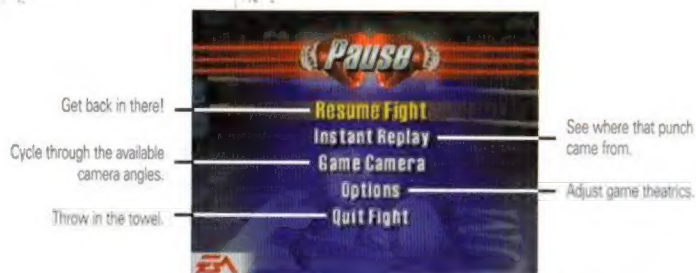 Pause
Get back in there!
Resume Fight
Instant Replay
See where that punch
came from.
Cycle through the available
camera angles.
Game Camera
Options
Adjust game theatrics.
Throw in the towel.
Quit Fight
EA